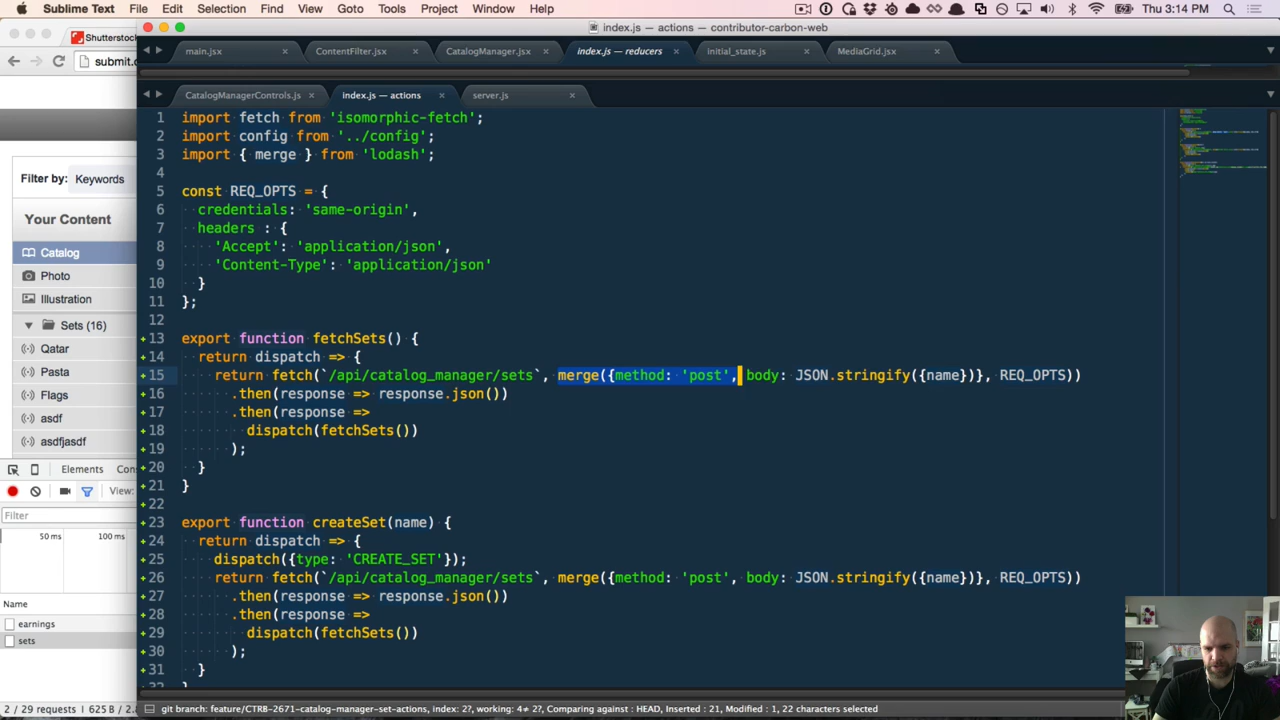 Sublime Text File Edit Selection Find View Goto Tools Project Window Help Thu 3:14 PM
index.js — actions — contributor-carbon-web
Shutterstock
main.jsx × ContentFilter.jsx × CatalogManager.jsx × index.js — reducers × initial_state.js × MediaGrid.jsx ×
submit.
CatalogManagerControls.js × index.js — actions × server.js ×
1 import fetch from 'isomorphic-fetch';
2 import config from '../config';
3 import { merge } from 'lodash';
4
5 const REQ_OPTS = {
6 credentials: 'same-origin',
7 headers : {
8 'Accept': 'application/json',
9 'Content-Type': 'application/json'
10 }
11 };
12
13 export function fetchSets() {
14 return dispatch => {
15 return fetch(`/api/catalog_manager/sets`, merge({method: 'post', body: JSON.stringify({name})}, REQ_OPTS))
16 .then(response => response.json())
17 .then(response =>
18 dispatch(fetchSets())
19 );
20 }
21 }
22
23 export function createSet(name) {
24 return dispatch => {
25 dispatch({type: 'CREATE_SET'});
26 return fetch(`/api/catalog_manager/sets`, merge({method: 'post', body: JSON.stringify({name})}, REQ_OPTS))
27 .then(response => response.json())
28 .then(response =>
29 dispatch(fetchSets())
30 );
31 }
32 }
Filter by: Keywords
Your Content
Catalog
Photo
Illustration
Sets (16)
Qatar
Pasta
Flags
asdf
asdfjasdf
Elements
View:
Filter
50 ms 100 ms
Name
earnings
sets
2 / 29 requests | 625 B
git branch: feature/CTRB-2671-catalog-manager-set-actions, index: 2?, working: 4≠ 2?, Comparing against : HEAD, Inserted : 21, Modified : 1, 22 characters selected